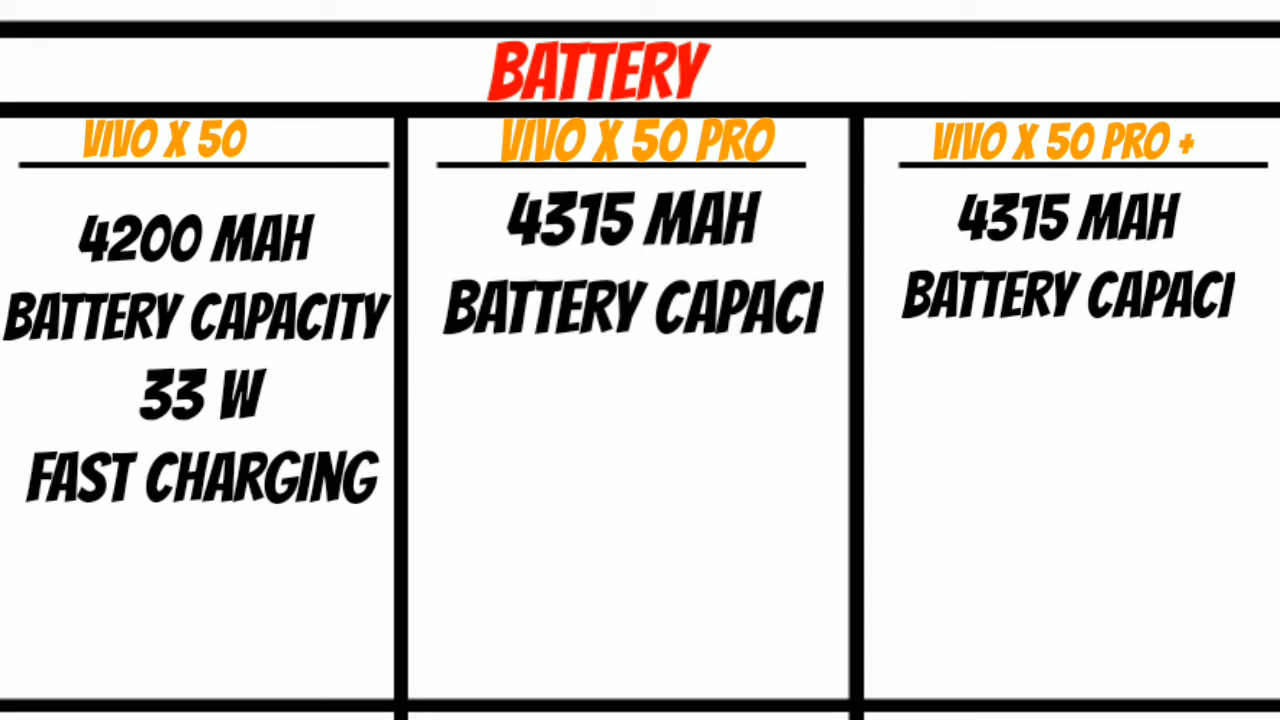 BATTERY
VIVO X 50
4200 MAH
BATTERY CAPACITY
33 W
FAST CHARGING
VIVO X 50 PRO
4315 MAH
BATTERY CAPACI
VIVO X 50 PRO +
4315 MAH
BATTERY CAPACI